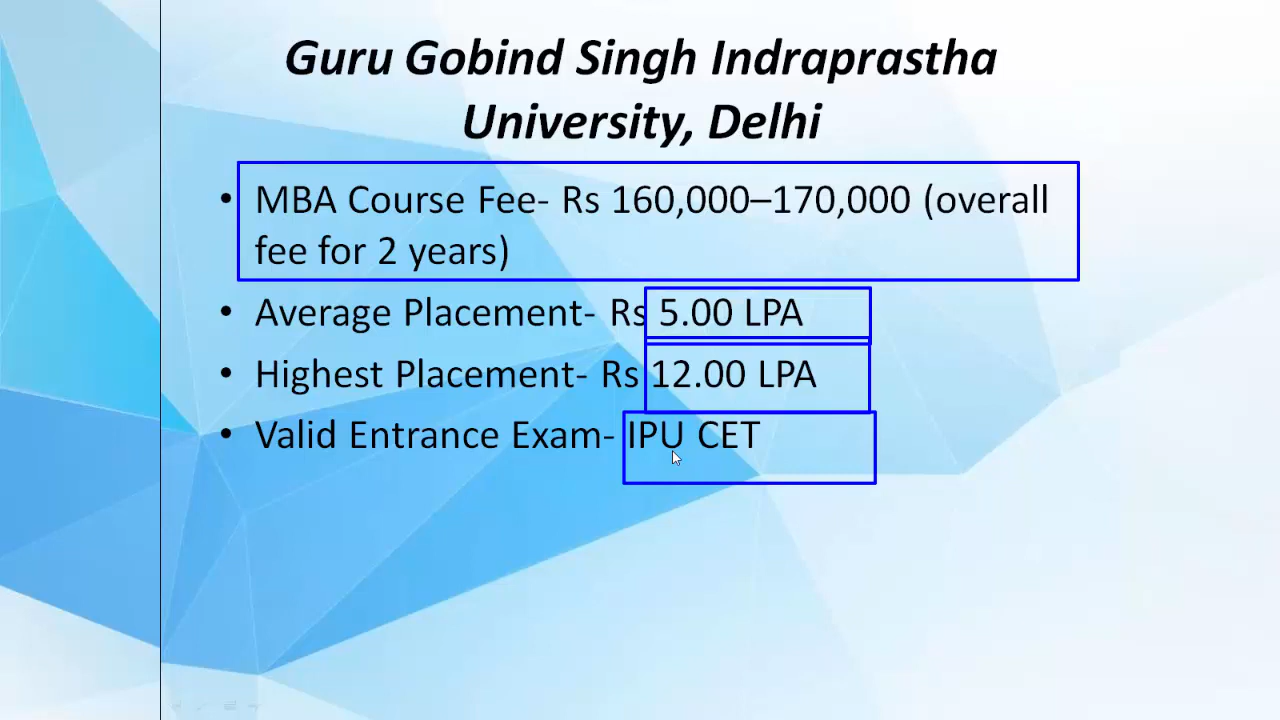 Guru Gobind Singh Indraprastha
University, Delhi
• MBA Course Fee- Rs 160,000–170,000 (overall
fee for 2 years)
• Average Placement- Rs 5.00 LPA
• Highest Placement- Rs 12.00 LPA
• Valid Entrance Exam- IPU CET